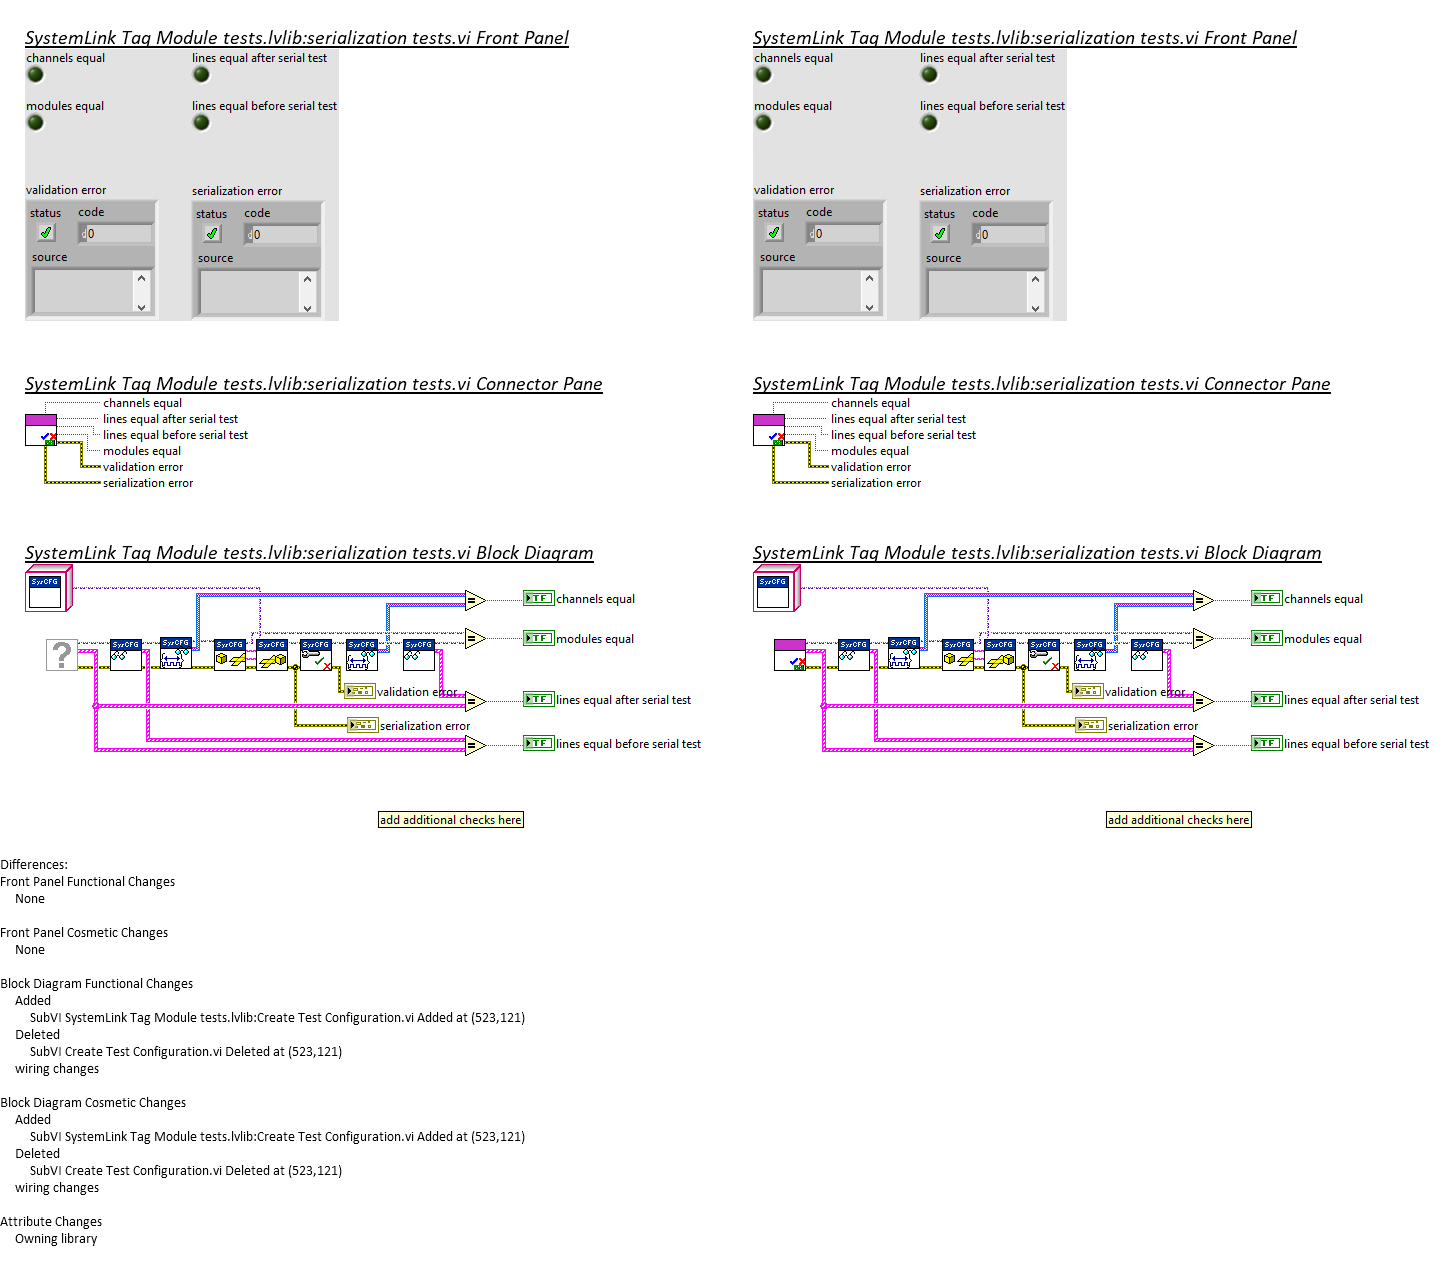 SystemLink Tag Module tests.lvlib:serialization tests.vi Front Panel
channels equal
lines equal after serial test
modules equal
lines equal before serial test
validation error
serialization error
status
code
d 0
source
status
code
d 0
source
SystemLink Tag Module tests.lvlib:serialization tests.vi Front Panel
channels equal
lines equal after serial test
modules equal
lines equal before serial test
validation error
serialization error
status
code
d 0
source
status
code
d 0
source
SystemLink Tag Module tests.lvlib:serialization tests.vi Connector Pane
channels equal
lines equal after serial test
lines equal before serial test
modules equal
validation error
serialization error
SystemLink Tag Module tests.lvlib:serialization tests.vi Connector Pane
channels equal
lines equal after serial test
lines equal before serial test
modules equal
validation error
serialization error
SystemLink Tag Module tests.lvlib:serialization tests.vi Block Diagram
SysCFG
TF channels equal
TF modules equal
? SysCFG SysCFG SysCFG SysCFG SysCFG SysCFG SysCFG
validation error
TF lines equal after serial test
serialization error
TF lines equal before serial test
add additional checks here
SystemLink Tag Module tests.lvlib:serialization tests.vi Block Diagram
SysCFG
TF channels equal
TF modules equal
SysCFG SysCFG SysCFG SysCFG SysCFG SysCFG SysCFG
validation error
TF lines equal after serial test
serialization error
TF lines equal before serial test
add additional checks here
Differences:
Front Panel Functional Changes
None
Front Panel Cosmetic Changes
None
Block Diagram Functional Changes
Added
SubVI SystemLink Tag Module tests.lvlib:Create Test Configuration.vi Added at (523,121)
Deleted
SubVI Create Test Configuration.vi Deleted at (523,121)
wiring changes
Block Diagram Cosmetic Changes
Added
SubVI SystemLink Tag Module tests.lvlib:Create Test Configuration.vi Added at (523,121)
Deleted
SubVI Create Test Configuration.vi Deleted at (523,121)
wiring changes
Attribute Changes
Owning library